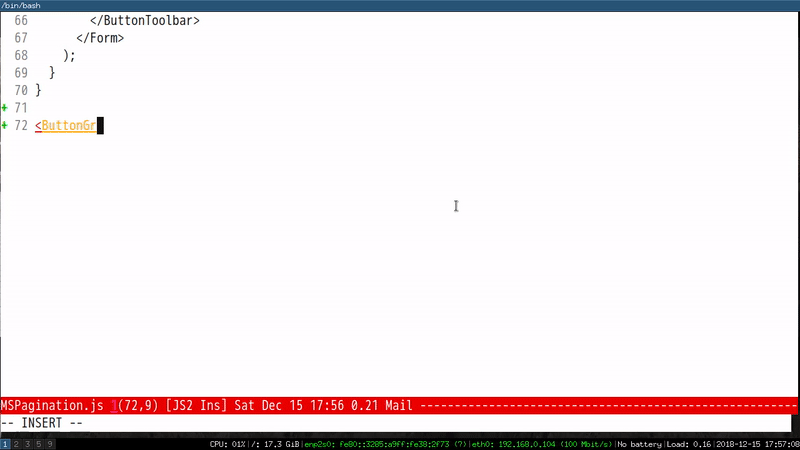 /bin/bash
66 </ButtonToolbar>
67 </Form>
68 );
69 }
70 }
+ 71
+ 72 <ButtonGr
MSPagination.js (72,9) [JS2 Ins] Sat Dec 15 17:56 0.21 Mail ------------------------------------------------------
-- INSERT --
1 2 3 5 9 CPU: 01%|/: 17.3 GiB|enp2s0: fe80::3285:a9ff:fe38:2f73 (?)|eth0: 192.168.0.104 (100 Mbit/s)|No battery|Load: 0.16|2018-12-15 17:57:08